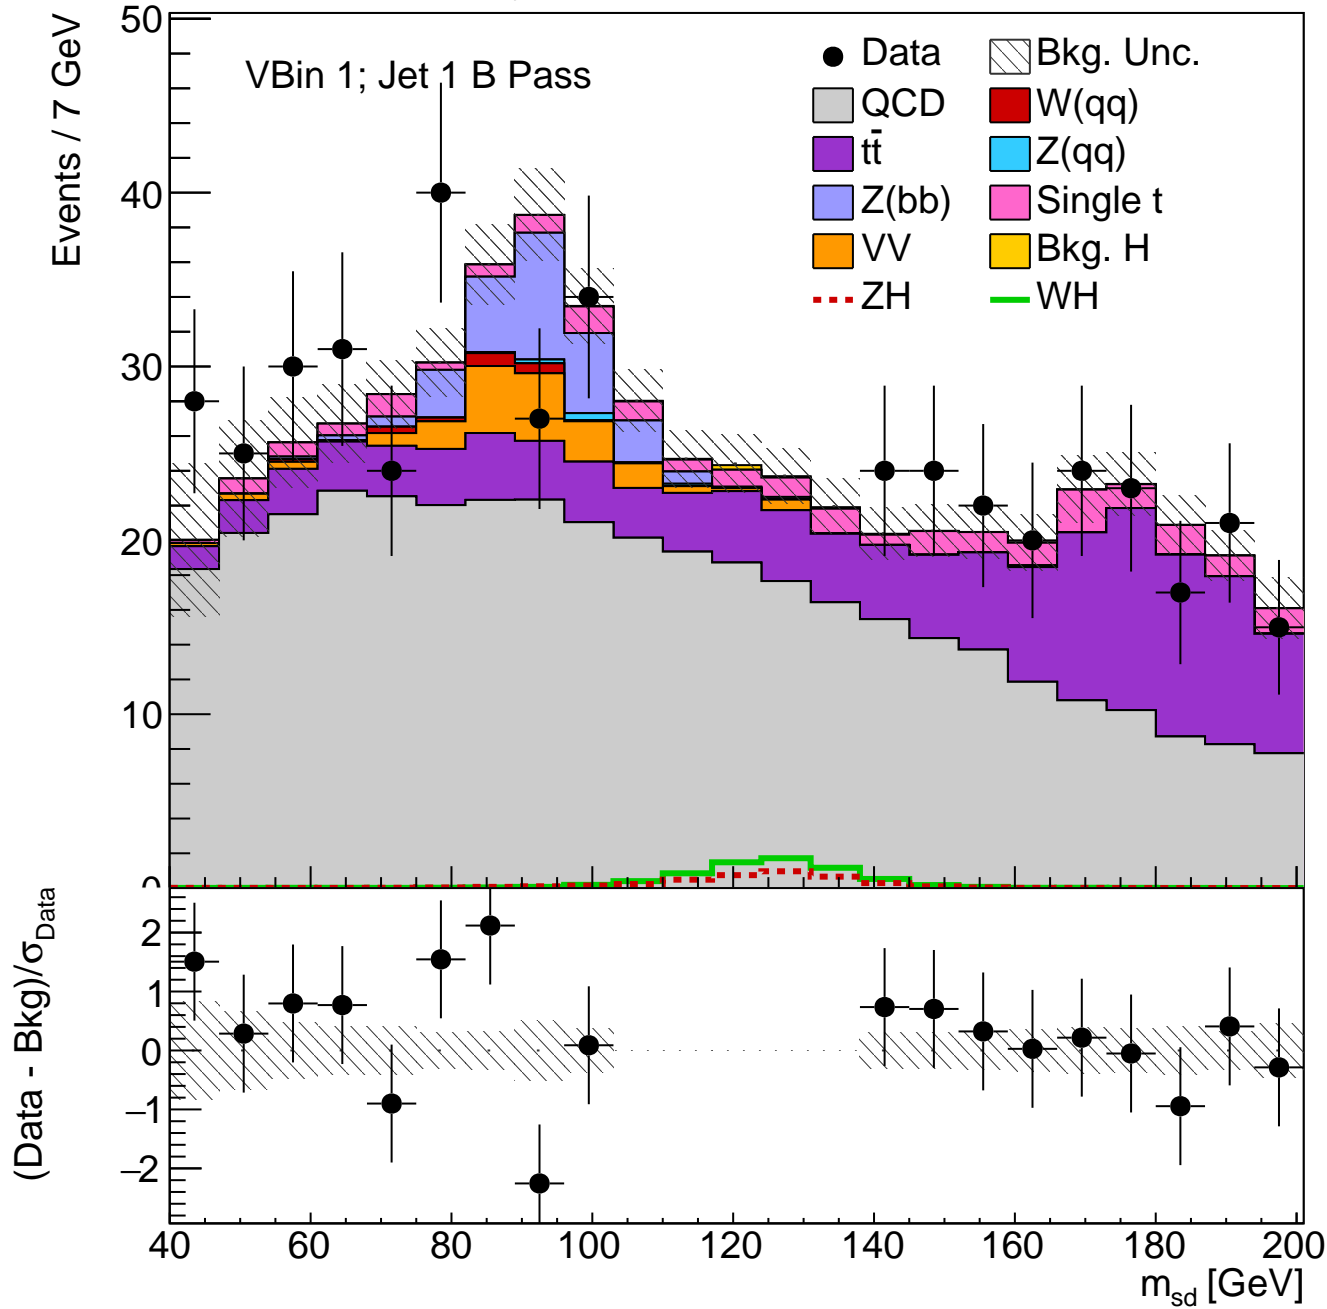 50
40
30
20
10
0
Events / 7 GeV
VBin 1; Jet 1 B Pass
Data
Bkg. Unc.
QCD
W(qq)
tt̄
Z(qq)
Z(bb)
Single t
VV
Bkg. H
ZH
WH
2
1
0
−1
−2
(Data - Bkg)/σData
40 60 80 100 120 140 160 180 200
msd [GeV]